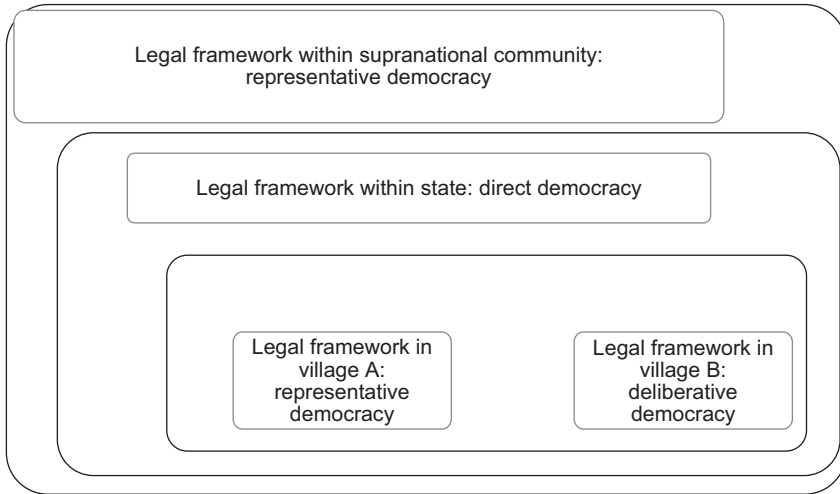 Legal framework within supranational community:
representative democracy
Legal framework within state: direct democracy
Legal framework in
village A:
representative
democracy
Legal framework in
village B:
deliberative
democracy